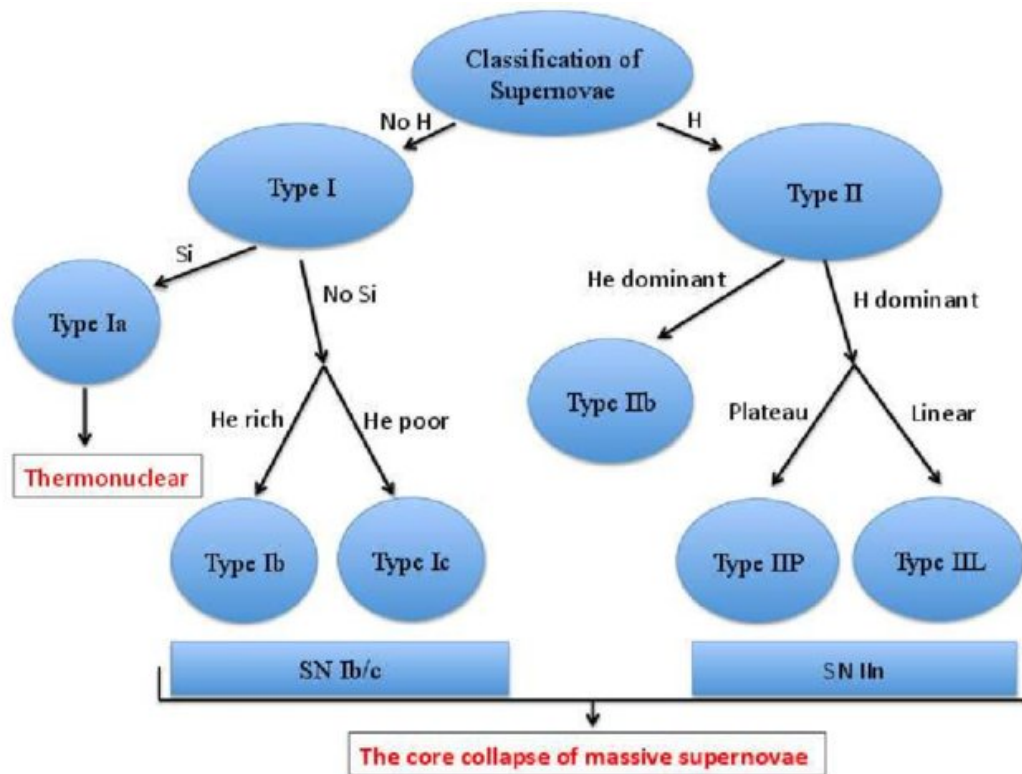 Classification of
Supernovae
No H
H
Type I
Type II
Si
No Si
He dominant
H dominant
Type Ia
Type IIb
He rich
He poor
Plateau
Linear
Thermonuclear
Type Ib
Type Ic
Type IIP
Type IIL
SN Ib/c
SN IIn
The core collapse of massive supernovae